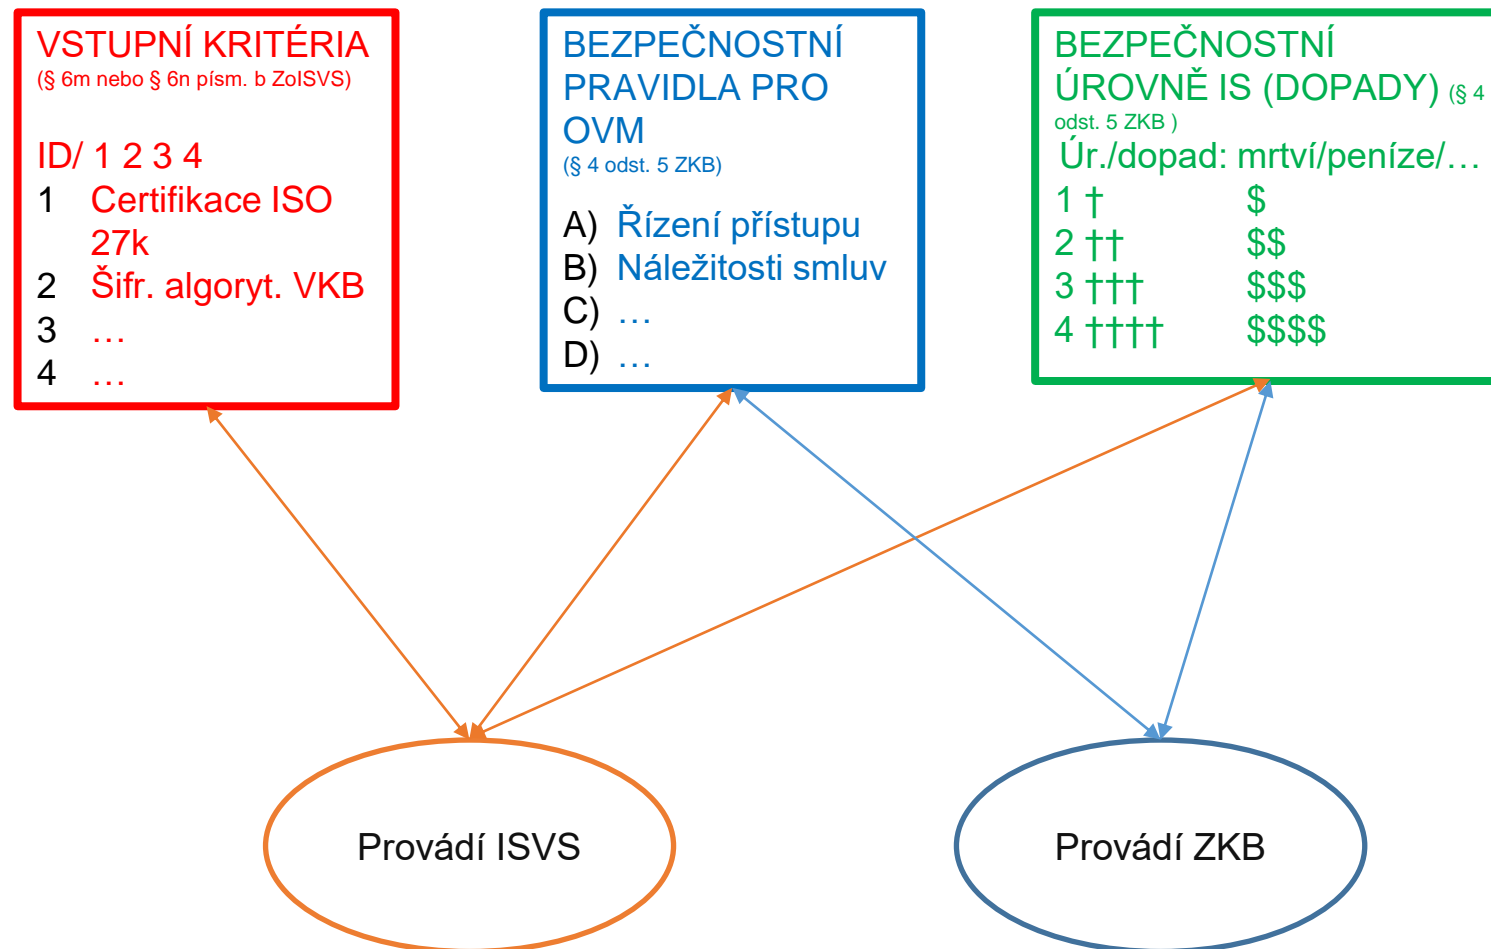 VSTUPNÍ KRITÉRIA
(§ 6m nebo § 6n písm. b ZoISVS)
ID/ 1 2 3 4
1 Certifikace ISO
27k
2 Šifr. algoryt. VKB
3 …
4 …
BEZPEČNOSTNÍ
PRAVIDLA PRO
OVM
(§ 4 odst. 5 ZKB)
A) Řízení přístupu
B) Náležitosti smluv
C) …
D) …
BEZPEČNOSTNÍ
ÚROVNĚ IS (DOPADY) (§ 4
odst. 5 ZKB )
Úr./dopad: mrtví/peníze/…
1 † $
2 †† $$
3 ††† $$$
4 †††† $$$$
Provádí ISVS
Provádí ZKB